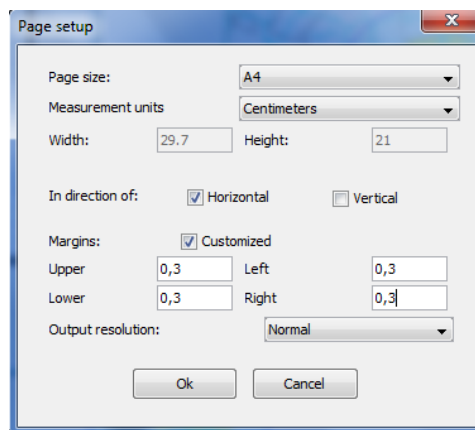 Page setup
Page size: A4
Measurement units Centimeters
Width: 29.7 Height: 21
In direction of: Horizontal Vertical
Margins: Customized
Upper 0,3 Left 0,3
Lower 0,3 Right 0,3
Output resolution: Normal
Ok Cancel